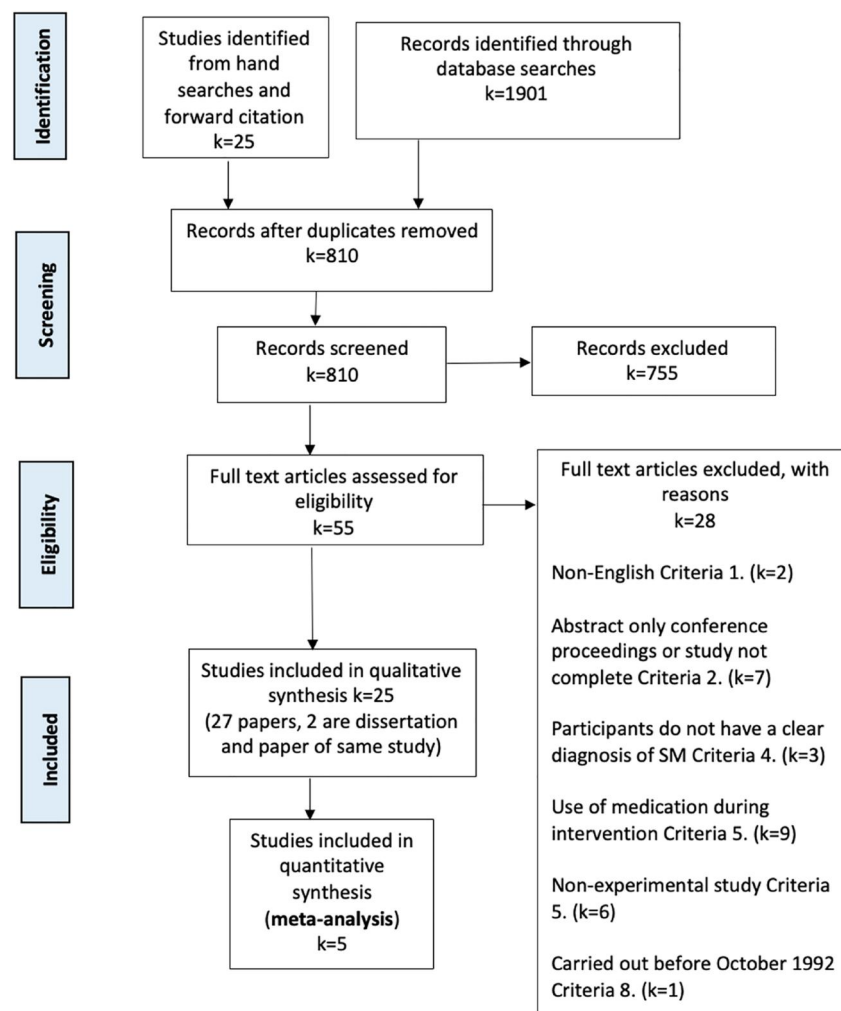 Identification
Studies identified
from hand
searches and
forward citation
k=25
Records identified through
database searches
k=1901
Screening
Records after duplicates removed
k=810
Records screened
k=810
Records excluded
k=755
Eligibility
Full text articles assessed for
eligibility
k=55
Full text articles excluded, with
reasons
k=28
Non-English Criteria 1. (k=2)
Abstract only conference
proceedings or study not
complete Criteria 2. (k=7)
Participants do not have a clear
diagnosis of SM Criteria 4. (k=3)
Use of medication during
intervention Criteria 5. (k=9)
Non-experimental study Criteria
5. (k=6)
Carried out before October 1992
Criteria 8. (k=1)
Included
Studies included in qualitative
synthesis k=25
(27 papers, 2 are dissertation
and paper of same study)
Studies included in
quantitative
synthesis
(meta-analysis)
k=5